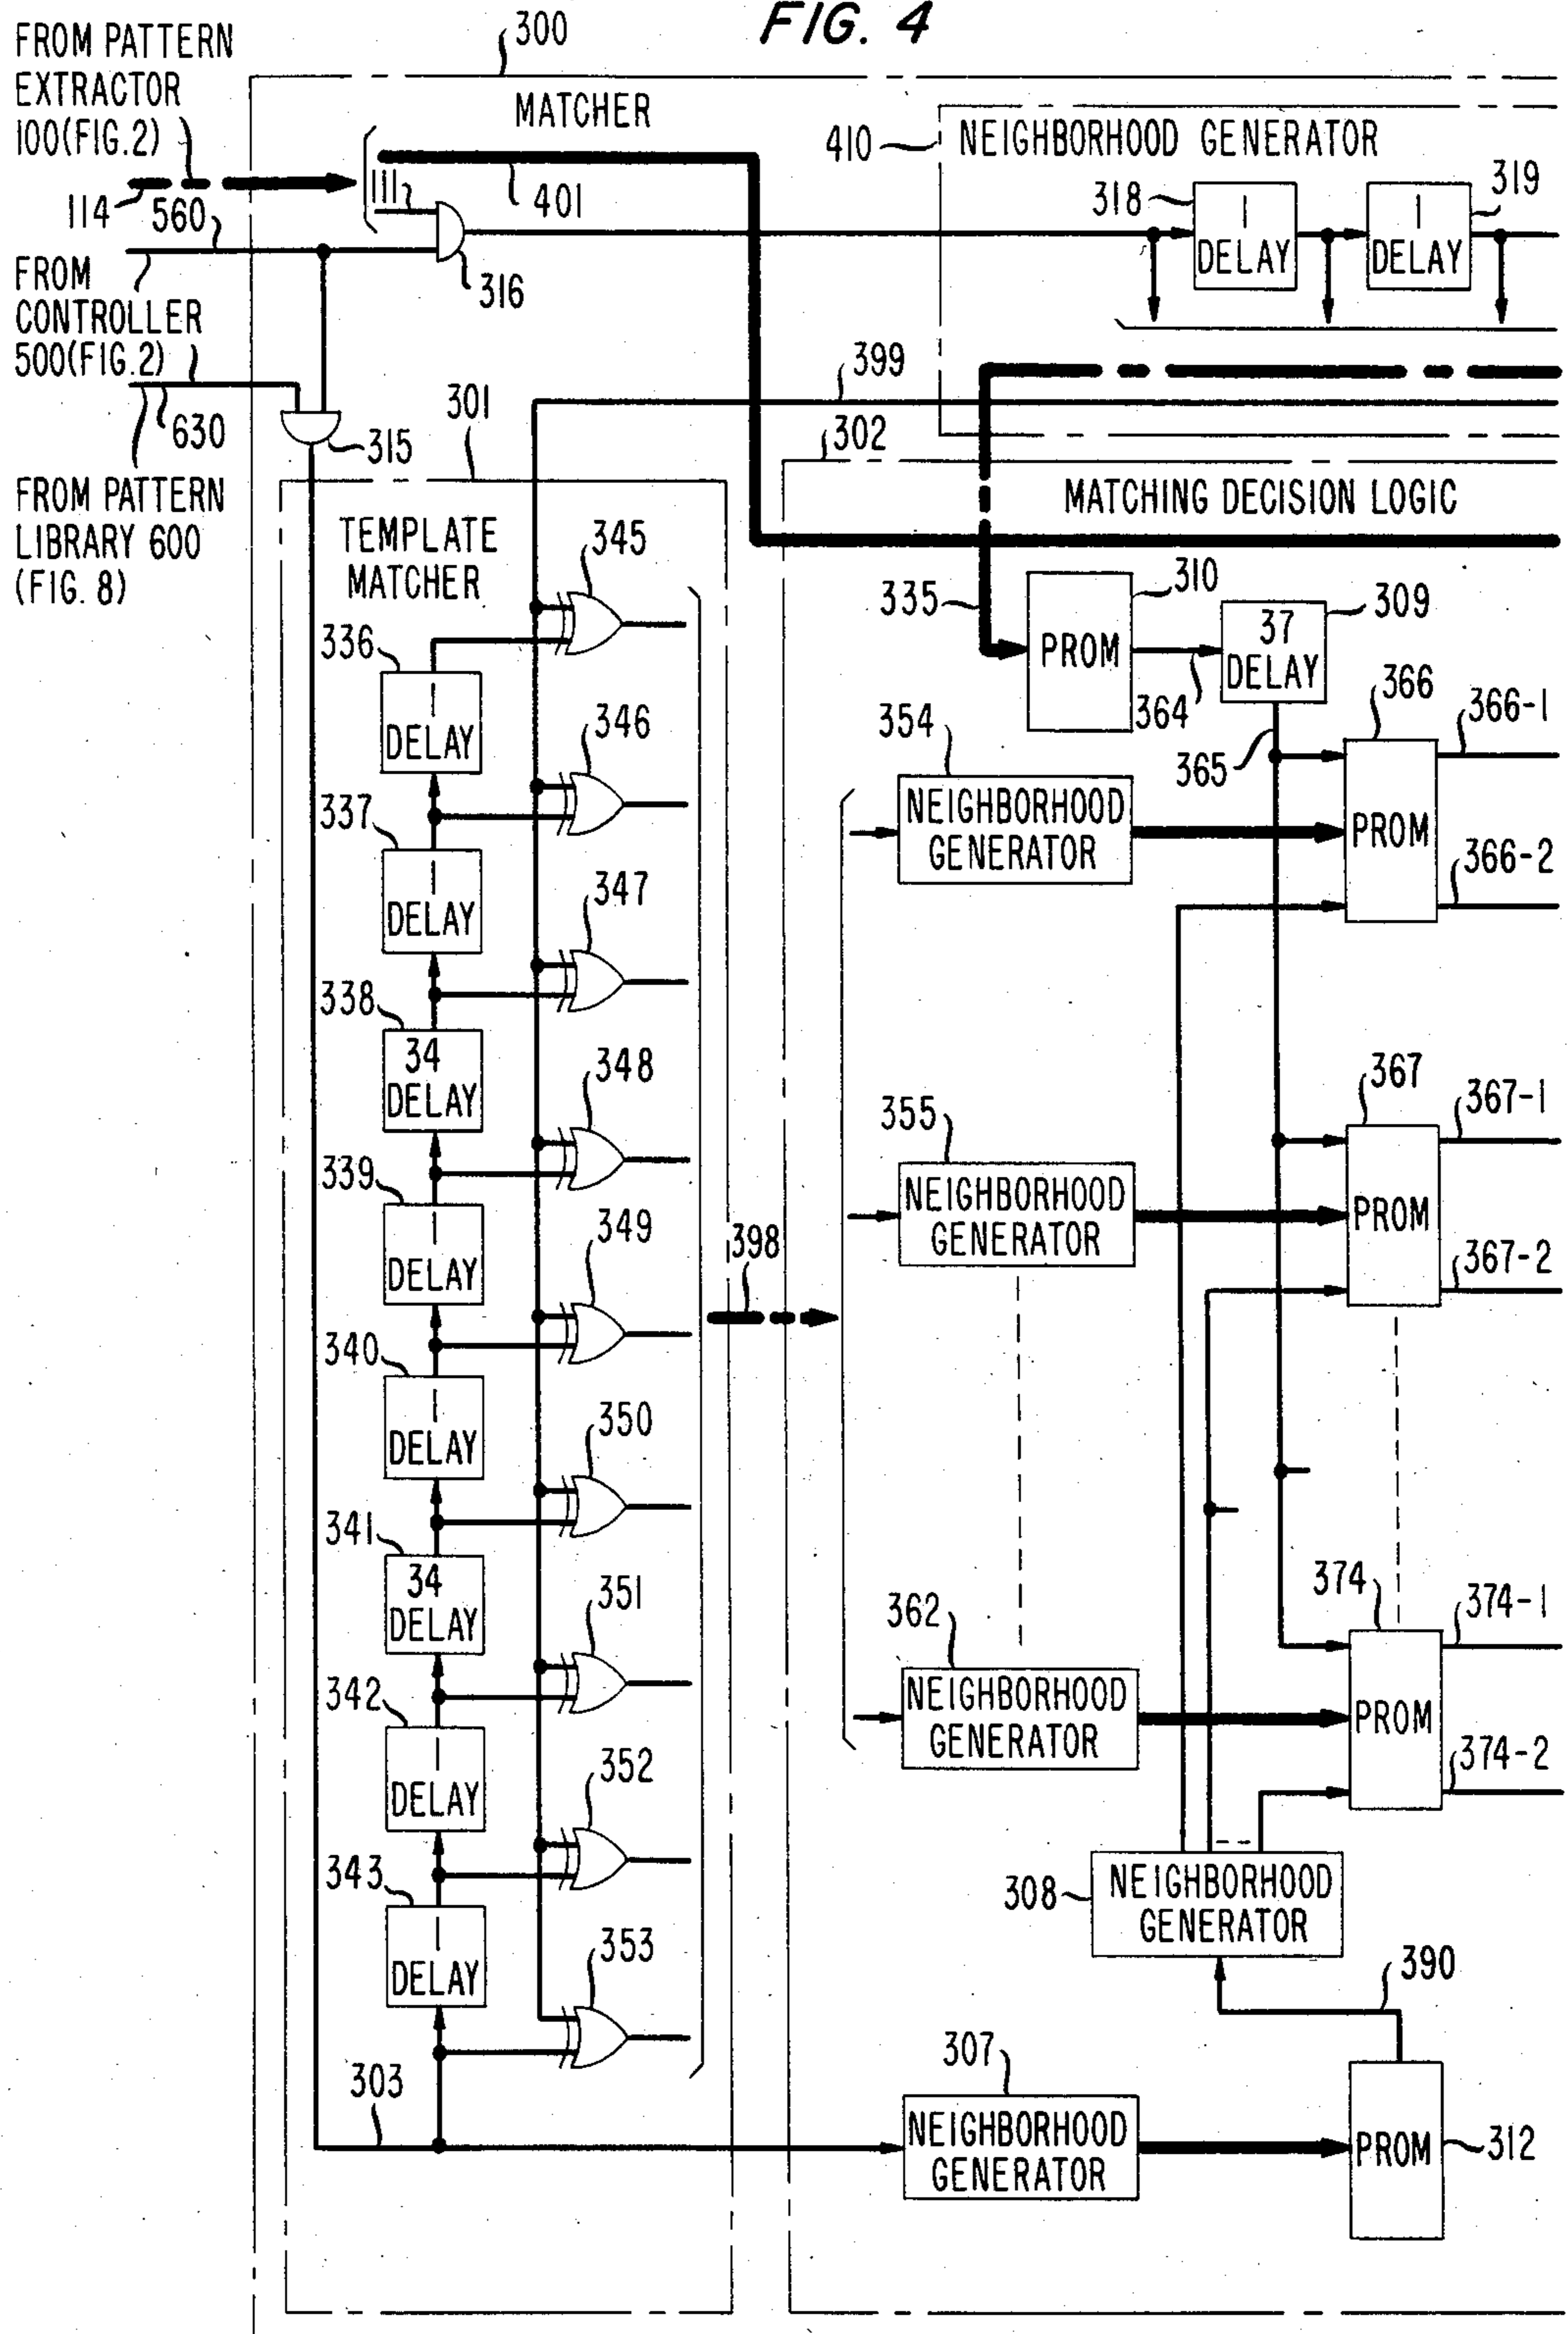 FIG. 4
FROM PATTERN
EXTRACTOR
100(FIG.2)
300
MATCHER
410
NEIGHBORHOOD GENERATOR
114
111
401
318
1
DELAY
1
DELAY
319
560
316
FROM
CONTROLLER
500(FIG.2)
399
630
315
301
302
FROM PATTERN
LIBRARY 600
(FIG. 8)
MATCHING DECISION LOGIC
TEMPLATE
MATCHER
345
335
310
PROM
364
309
37
DELAY
336
1
DELAY
346
354
NEIGHBORHOOD
GENERATOR
365
366
PROM
366-1
366-2
337
1
DELAY
347
338
34
DELAY
348
355
NEIGHBORHOOD
GENERATOR
367
PROM
367-1
367-2
339
1
DELAY
349
398
340
1
DELAY
350
341
34
DELAY
351
362
NEIGHBORHOOD
GENERATOR
374
PROM
374-1
374-2
342
1
DELAY
352
343
1
DELAY
353
308
NEIGHBORHOOD
GENERATOR
390
303
307
NEIGHBORHOOD
GENERATOR
PROM
312